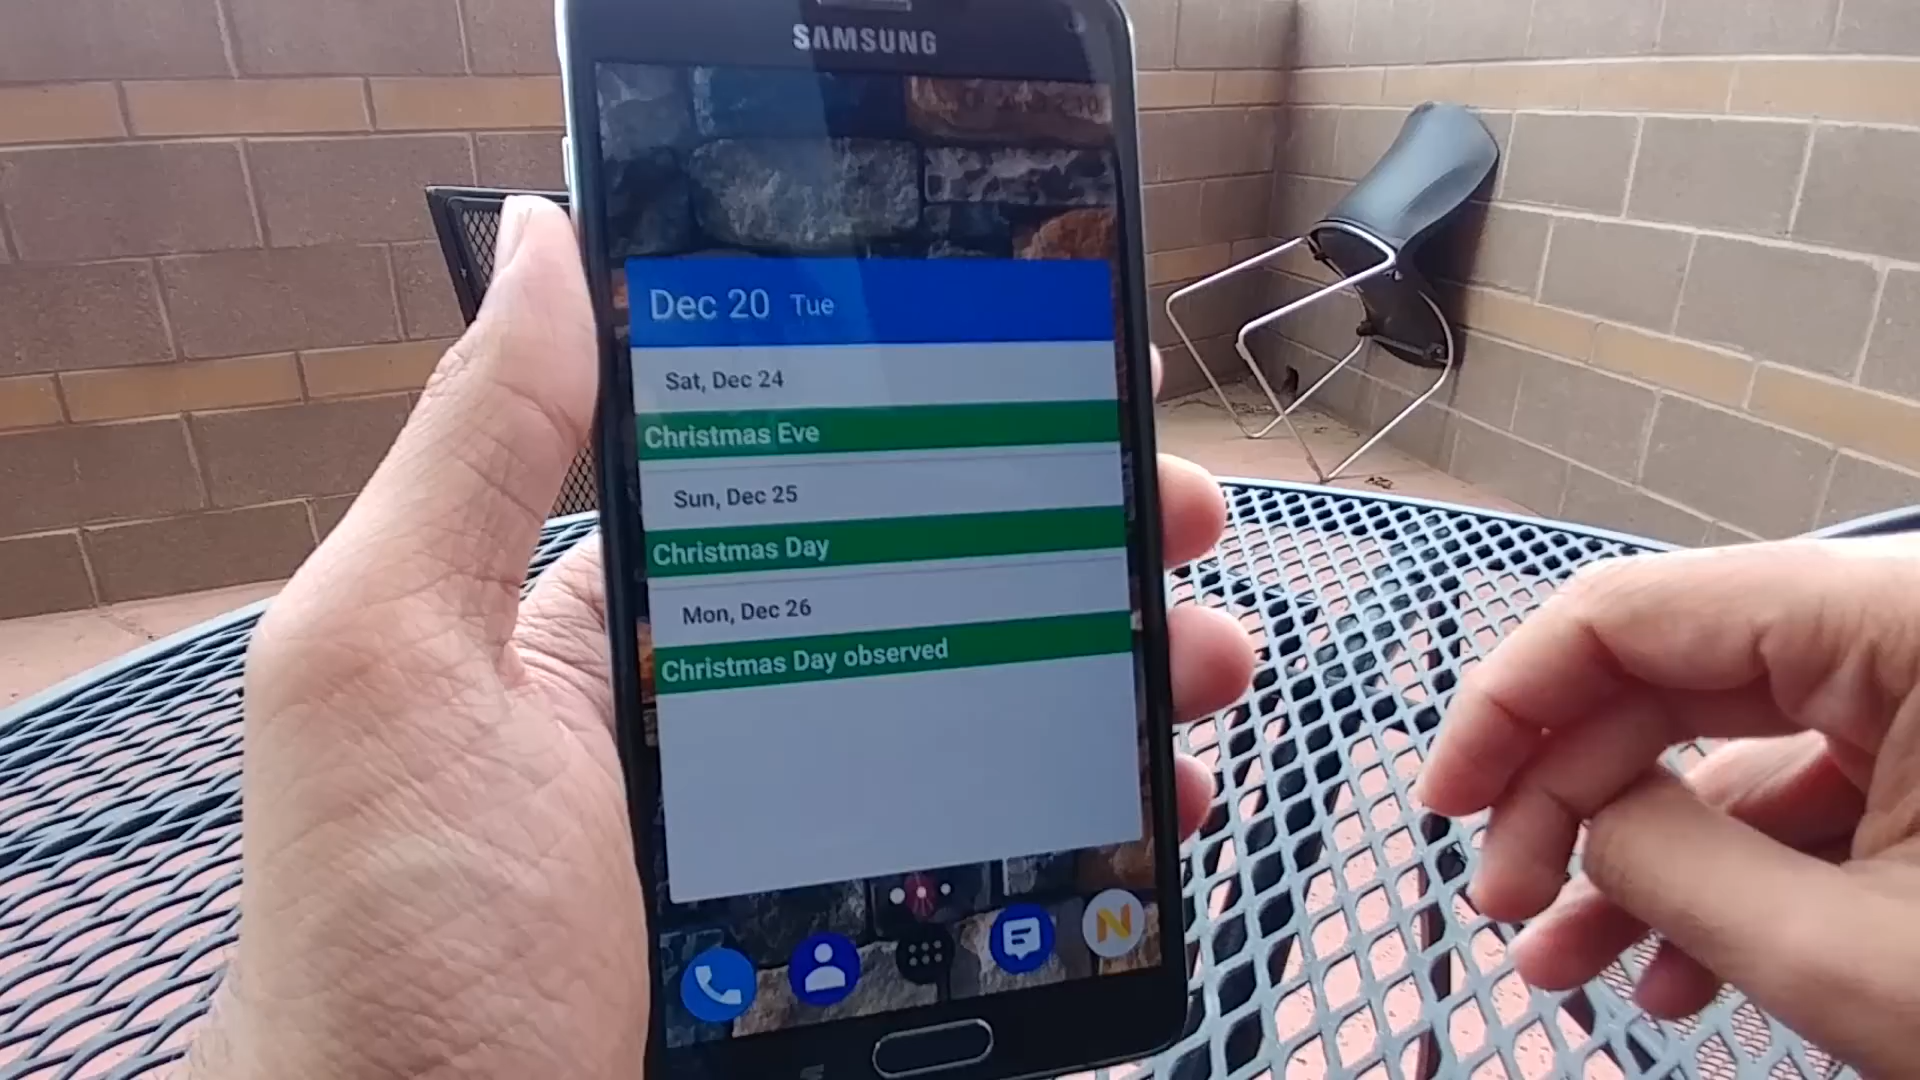 SAMSUNG
Dec 20 Tue
Sat, Dec 24
Christmas Eve
Sun, Dec 25
Christmas Day
Mon, Dec 26
Christmas Day observed
N